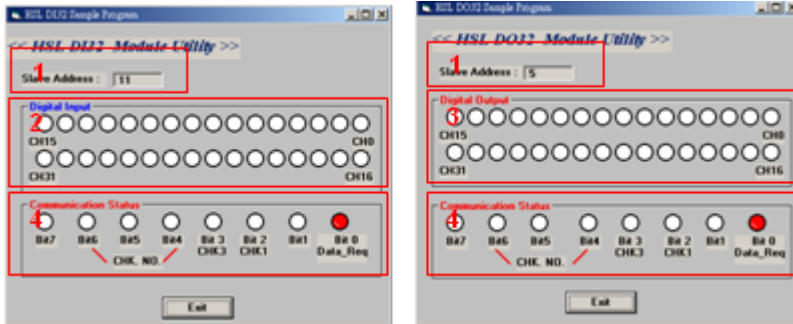 HSL DI32 Sample Program
<< HSL DI32 Module Utility >>
1
Slave Address : 11
Digital Input
2
CH15 CH0
CH31 CH16
Communication Status
4
Bit7 Bit6 Bit5 Bit4 Bit 3 Bit 2 Bit1 Bit 0
CHK3 CHK1 Data_Req
CHK. NO.
Exit
HSL DO32 Sample Program
<< HSL DO32 Module Utility >>
1
Slave Address : 5
Digital Output
3
CH15 CH0
CH31 CH16
Communication Status
4
Bit7 Bit6 Bit5 Bit4 Bit 3 Bit 2 Bit1 Bit 0
CHK3 CHK1 Data_Req
CHK. NO.
Exit